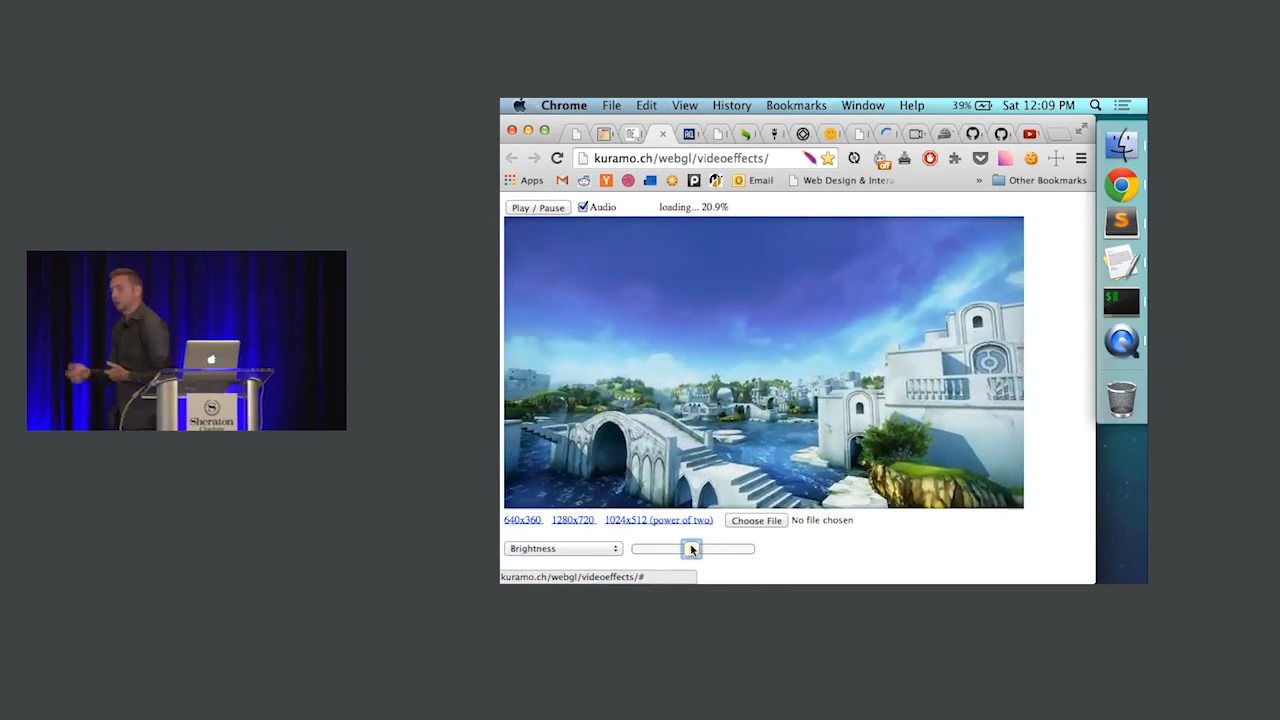 Chrome File Edit View History Bookmarks Window Help 39% Sat 12:09 PM
kuramo.ch/webgl/videoeffects/
off
Apps Email Web Design & Intera » Other Bookmarks
Play / Pause Audio loading... 20.9%
640x360 1280x720 1024x512 (power of two) Choose File No file chosen
Brightness
kuramo.ch/webgl/videoeffects/#
Sheraton